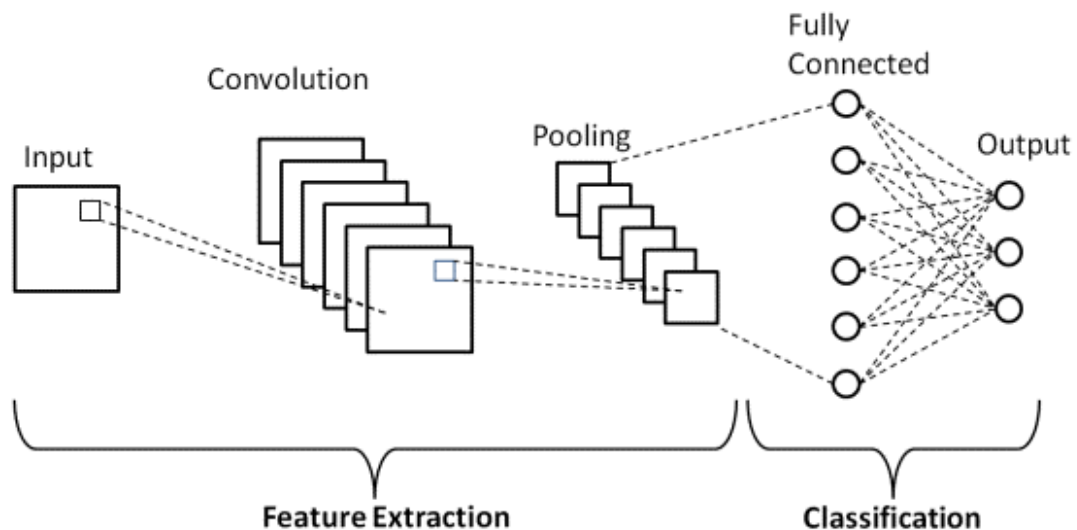 Fully
Connected
Convolution
Pooling
Output
Input
Feature Extraction
Classification